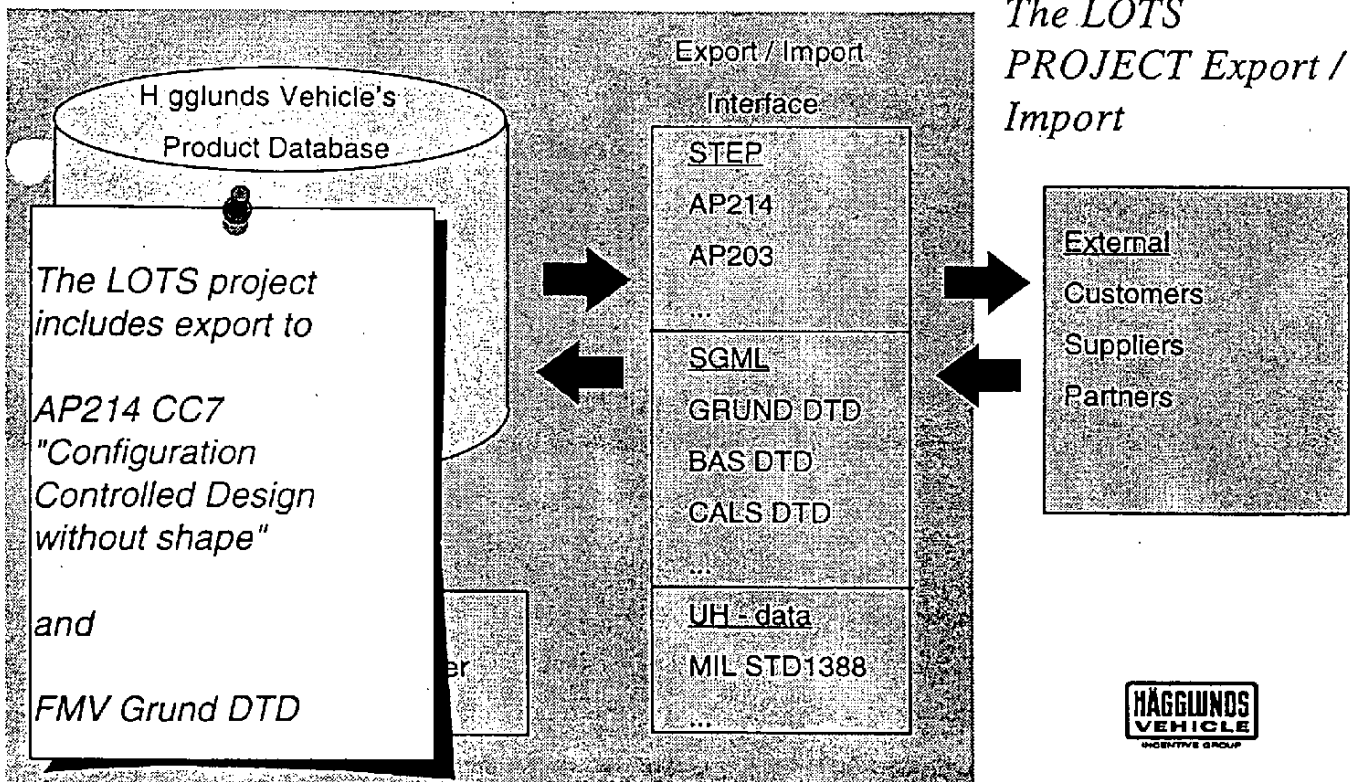 The LOTS
PROJECT Export /
Import
H gglunds Vehicle's
Product Database
The LOTS project
includes export to
AP214 CC7
"Configuration
Controlled Design
without shape"
and
FMV Grund DTD
er
Export / Import
Interface
STEP
AP214
AP203
...
SGML
GRUND DTD
BAS DTD
CALS DTD
...
UH - data
MIL STD1388
...
External
Customers
Suppliers
Partners
HÄGGLUNDS
VEHICLE
INCENTIVE GROUP